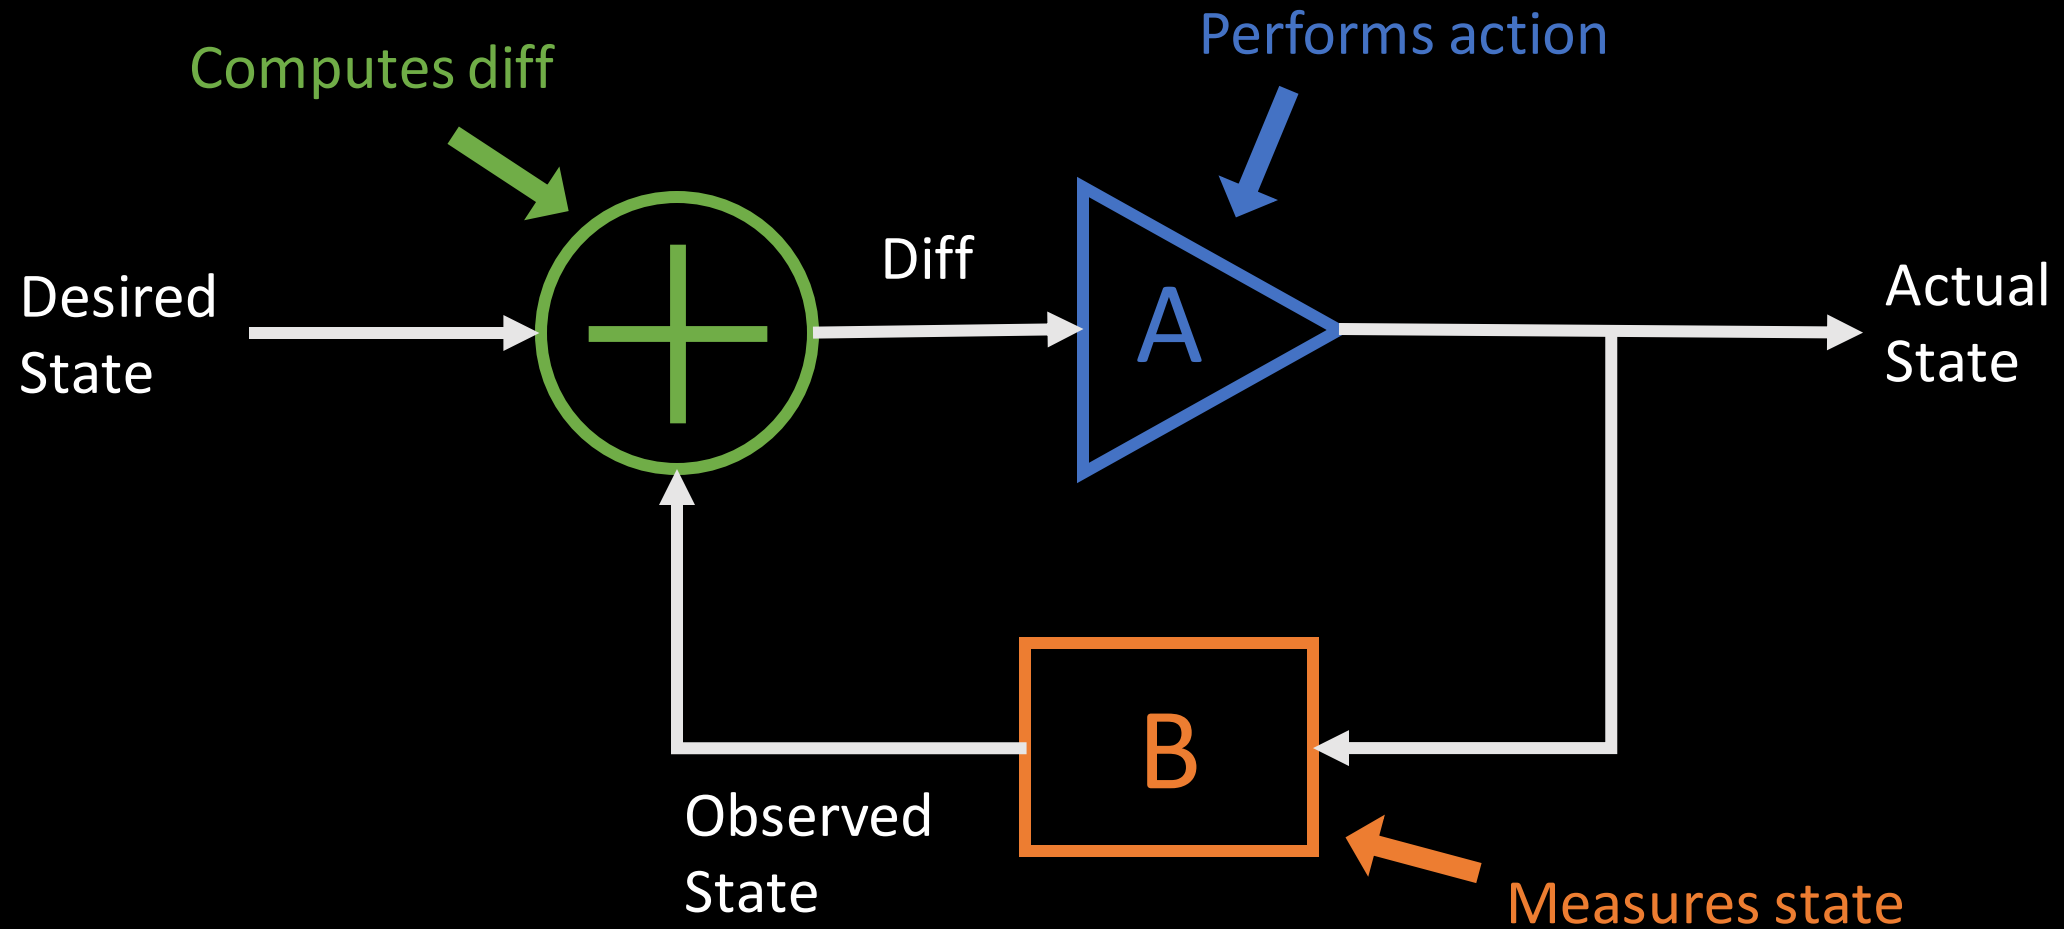 Performs action
Computes diff
Diff
Desired
State
A
Actual
State
B
Observed
State
Measures state